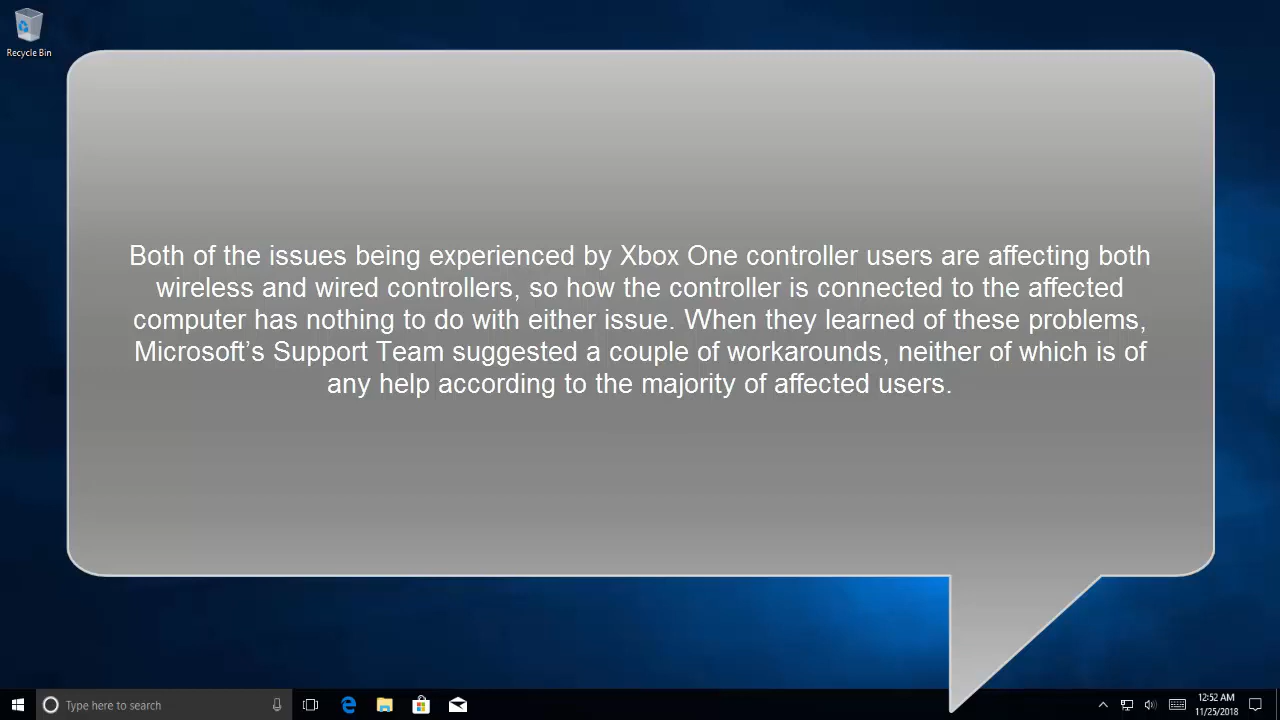 Recycle Bin
Both of the issues being experienced by Xbox One controller users are affecting both
wireless and wired controllers, so how the controller is connected to the affected
computer has nothing to do with either issue. When they learned of these problems,
Microsoft’s Support Team suggested a couple of workarounds, neither of which is of
any help according to the majority of affected users.
Type here to search
12:52 AM
11/25/2018